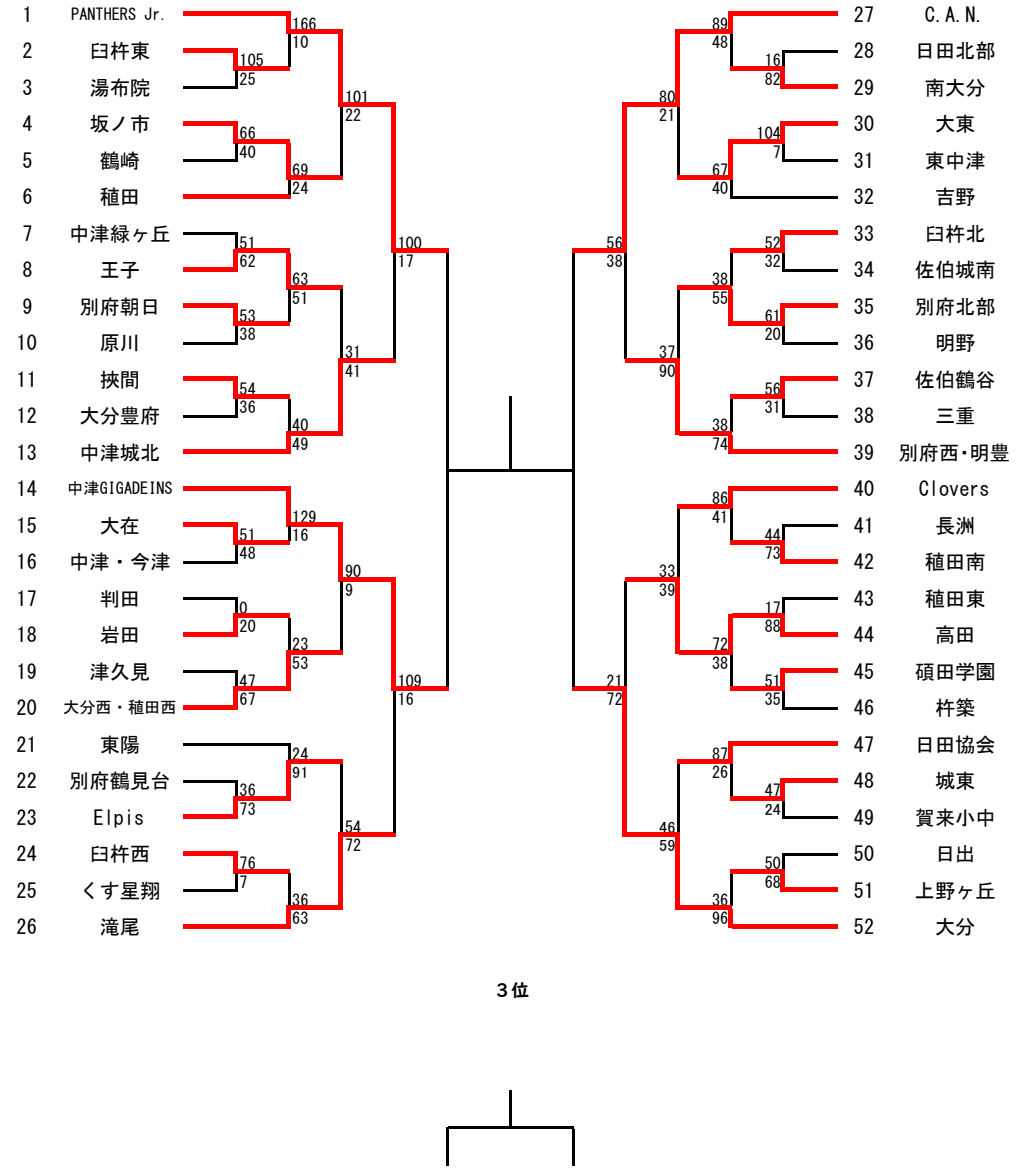 1 PANTHERS Jr. 166 89 27 C.A.N.
2 臼杵東 105 10 48 16 28 日田北部
3 湯布院 25 101 80 82 29 南大分
4 坂ノ市 66 22 21 104 30 大東
5 鶴崎 40 69 67 7 31 東中津
6 稙田 24 40 32 吉野
7 中津緑ヶ丘 51 100 56 52 33 臼杵北
8 王子 62 63 17 38 38 32 34 佐伯城南
9 別府朝日 53 51 55 61 35 別府北部
10 原川 38 31 37 20 36 明野
11 挾間 54 41 90 56 37 佐伯鶴谷
12 大分豊府 36 40 38 31 38 三重
13 中津城北 49 74 39 別府西・明豊
14 中津GIGADEINS 129 86 40 Clovers
15 大在 51 16 41 44 41 長洲
16 中津・今津 48 90 33 73 42 稙田南
17 判田 0 9 39 17 43 稙田東
18 岩田 20 23 72 88 44 高田
19 津久見 47 53 38 51 45 碩田学園
20 大分西・稙田西 67 109 21 35 46 杵築
21 東陽 24 16 72 87 47 日田協会
22 別府鶴見台 36 91 26 47 48 城東
23 Elpis 73 54 46 24 49 賀来小中
24 臼杵西 76 72 59 50 50 日出
25 くす星翔 7 36 36 68 51 上野ヶ丘
26 滝尾 63 96 52 大分
３位